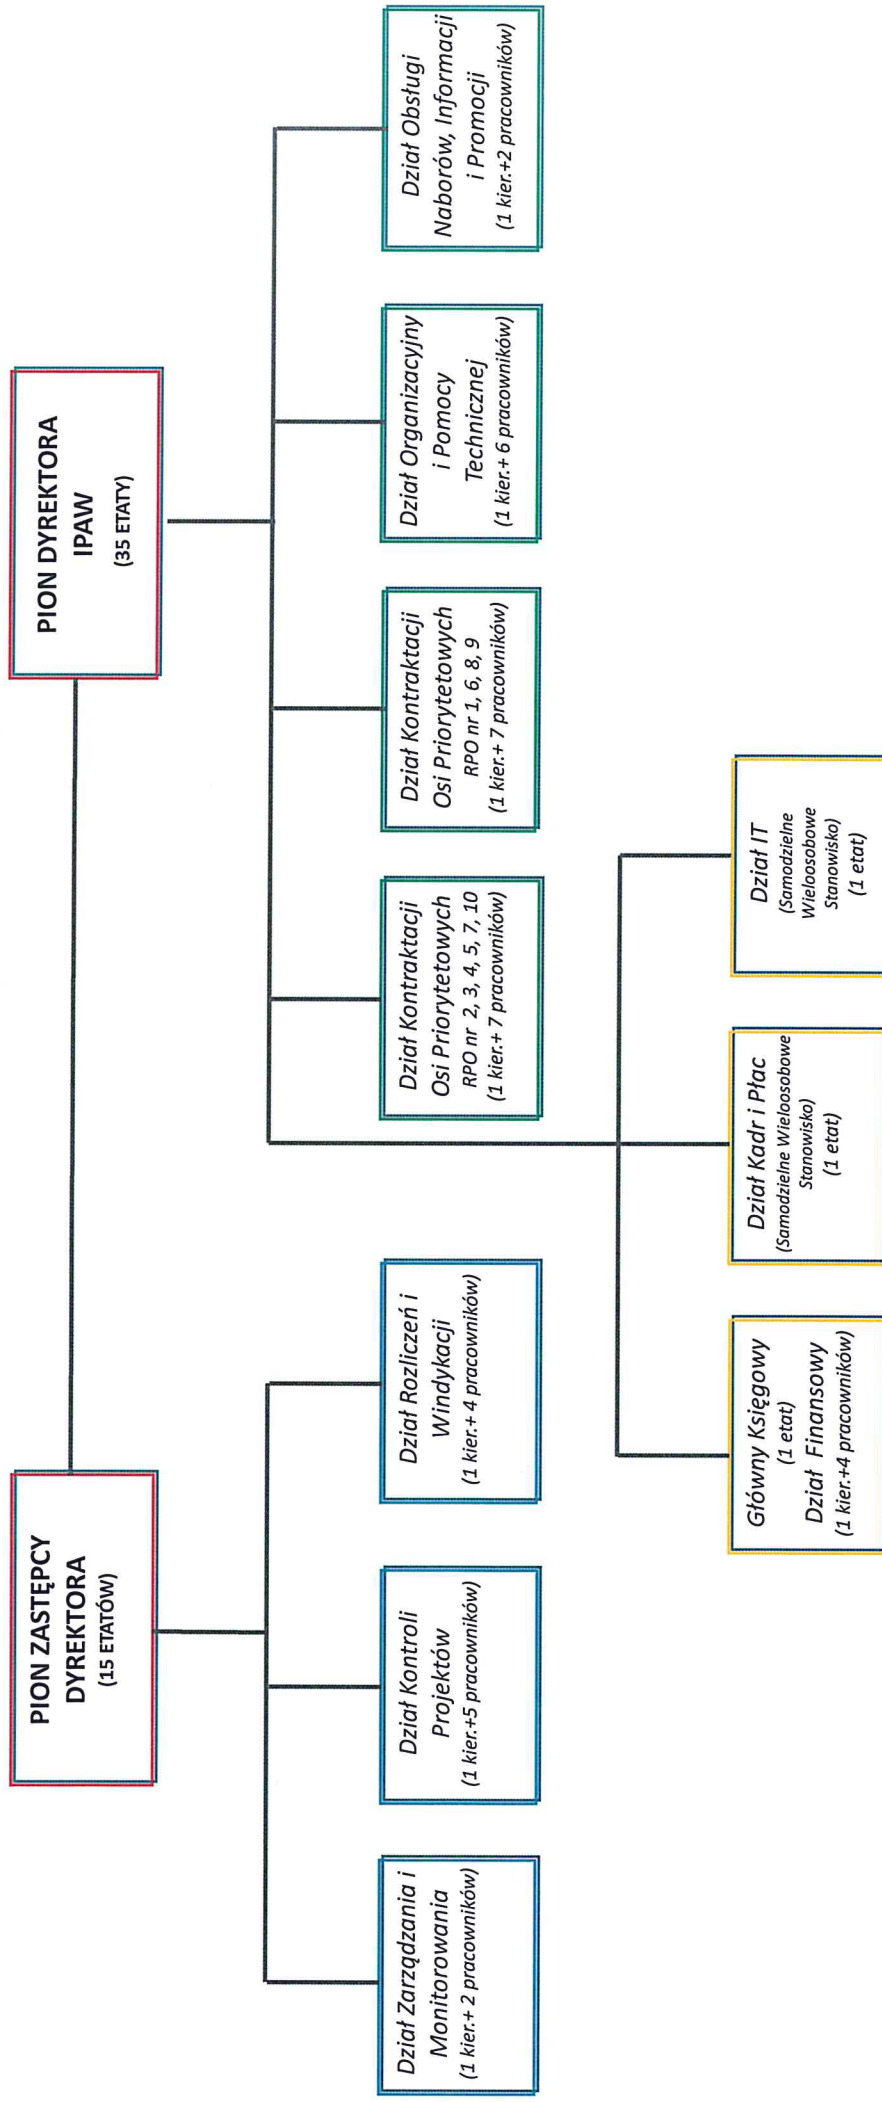 PION ZASTĘPCY
DYREKTORA
(15 ETATÓW)
PION DYREKTORA
IPAW
(35 ETATY)
Dział Zarządzania i
Monitorowania
(1 kier.+ 2 pracowników)
Dział Kontroli
Projektów
(1 kier.+5 pracowników)
Dział Rozliczeń i
Windykacji
(1 kier.+ 4 pracowników)
Dział Kontraktacji
Osi Priorytetowych
RPO nr 2, 3, 4, 5, 7, 10
(1 kier.+ 7 pracowników)
Dział Kontraktacji
Osi Priorytetowych
RPO nr 1, 6, 8, 9
(1 kier.+ 7 pracowników)
Dział Organizacyjny
i Pomocy
Technicznej
(1 kier.+ 6 pracowników)
Dział Obsługi
Naborów, Informacji
i Promocji
(1 kier.+2 pracowników)
Główny Księgowy
(1 etat)
Dział Finansowy
(1 kier.+4 pracowników)
Dział Kadr i Płac
(Samodzielne Wieloosobowe
Stanowisko)
(1 etat)
Dział IT
(Samodzielne
Wieloosobowe
Stanowisko)
(1 etat)